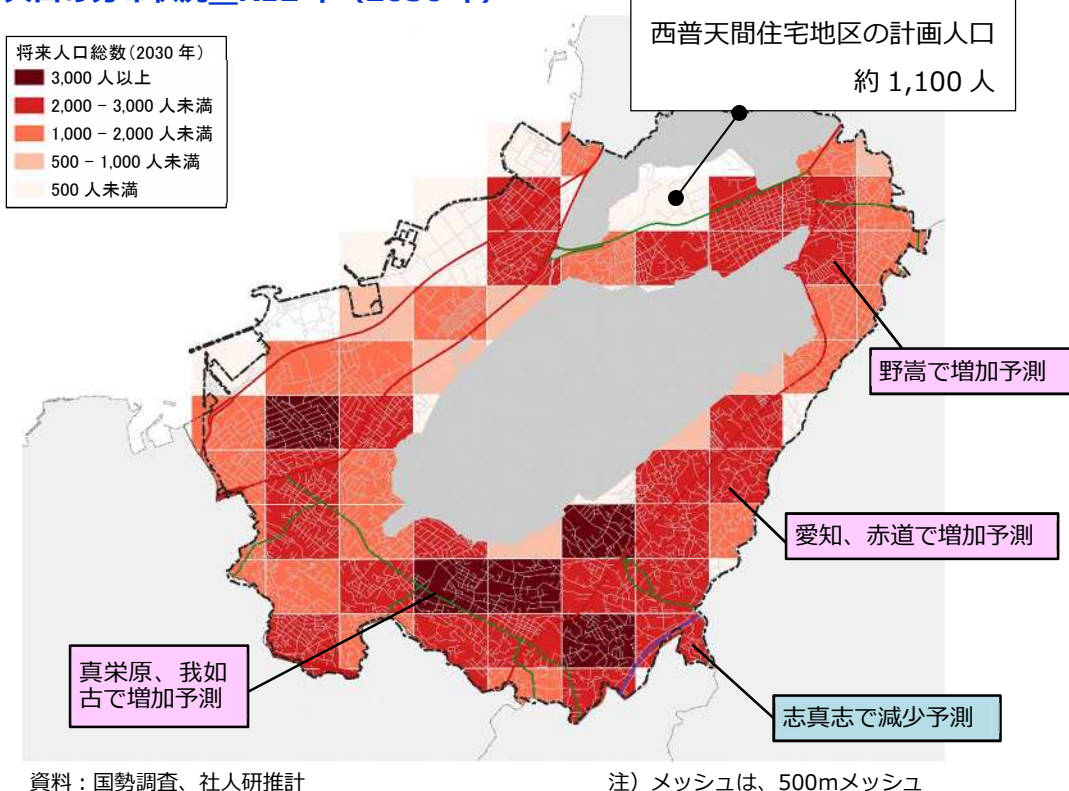 将来人口総数(2030 年)
3,000 人以上
2,000 − 3,000 人未満
1,000 − 2,000 人未満
500 − 1,000 人未満
500 人未満
西普天間住宅地区の計画人口
約 1,100 人
野嵩で増加予測
愛知、赤道で増加予測
真栄原、我如
古で増加予測
志真志で減少予測
資料：国勢調査、社人研推計
注）メッシュは、500mメッシュ